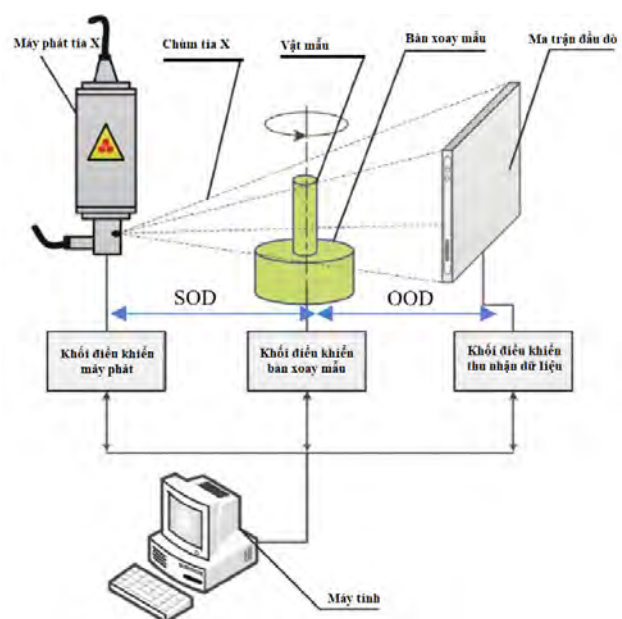 Máy phát tia X
Chùm tia X
Vật mẫu
Bàn xoay mẫu
Ma trận đầu dò
SOD
OOD
Khối điều khiển
máy phát
Khối điều khiển
bàn xoay mẫu
Khối điều khiển
thu nhận dữ liệu
Máy tính